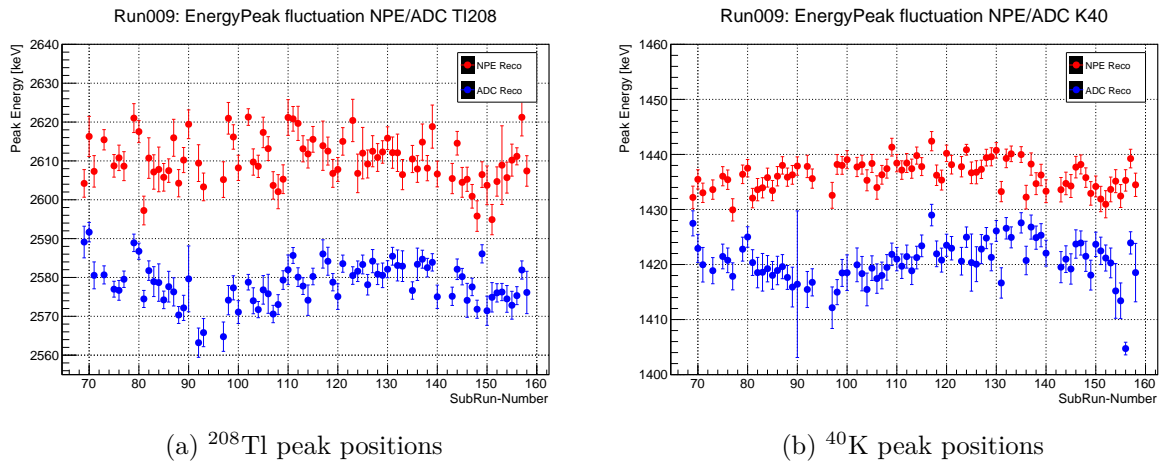 Run009: EnergyPeak fluctuation NPE/ADC Tl208
Peak Energy [keV]
2640
2630
2620
2610
2600
2590
2580
2570
2560
NPE Reco
ADC Reco
70 80 90 100 110 120 130 140 150 160
SubRun-Number
(a) ²⁰⁸Tl peak positions
Run009: EnergyPeak fluctuation NPE/ADC K40
Peak Energy [keV]
1460
1450
1440
1430
1420
1410
1400
NPE Reco
ADC Reco
70 80 90 100 110 120 130 140 150 160
SubRun-Number
(b) ⁴⁰K peak positions